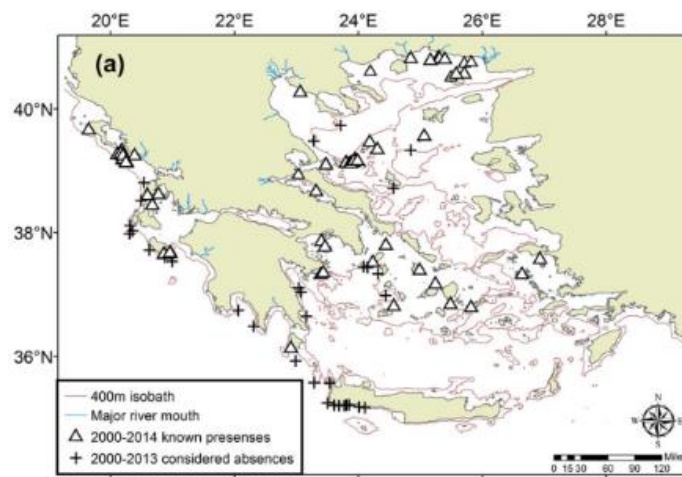 20°E 22°E 24°E 26°E 28°E
(a)
40°N
38°N
36°N
400m isobath
Major river mouth
2000-2014 known presenses
2000-2013 considered absences
N
W E
S
Miles
0 15 30 60 90 120